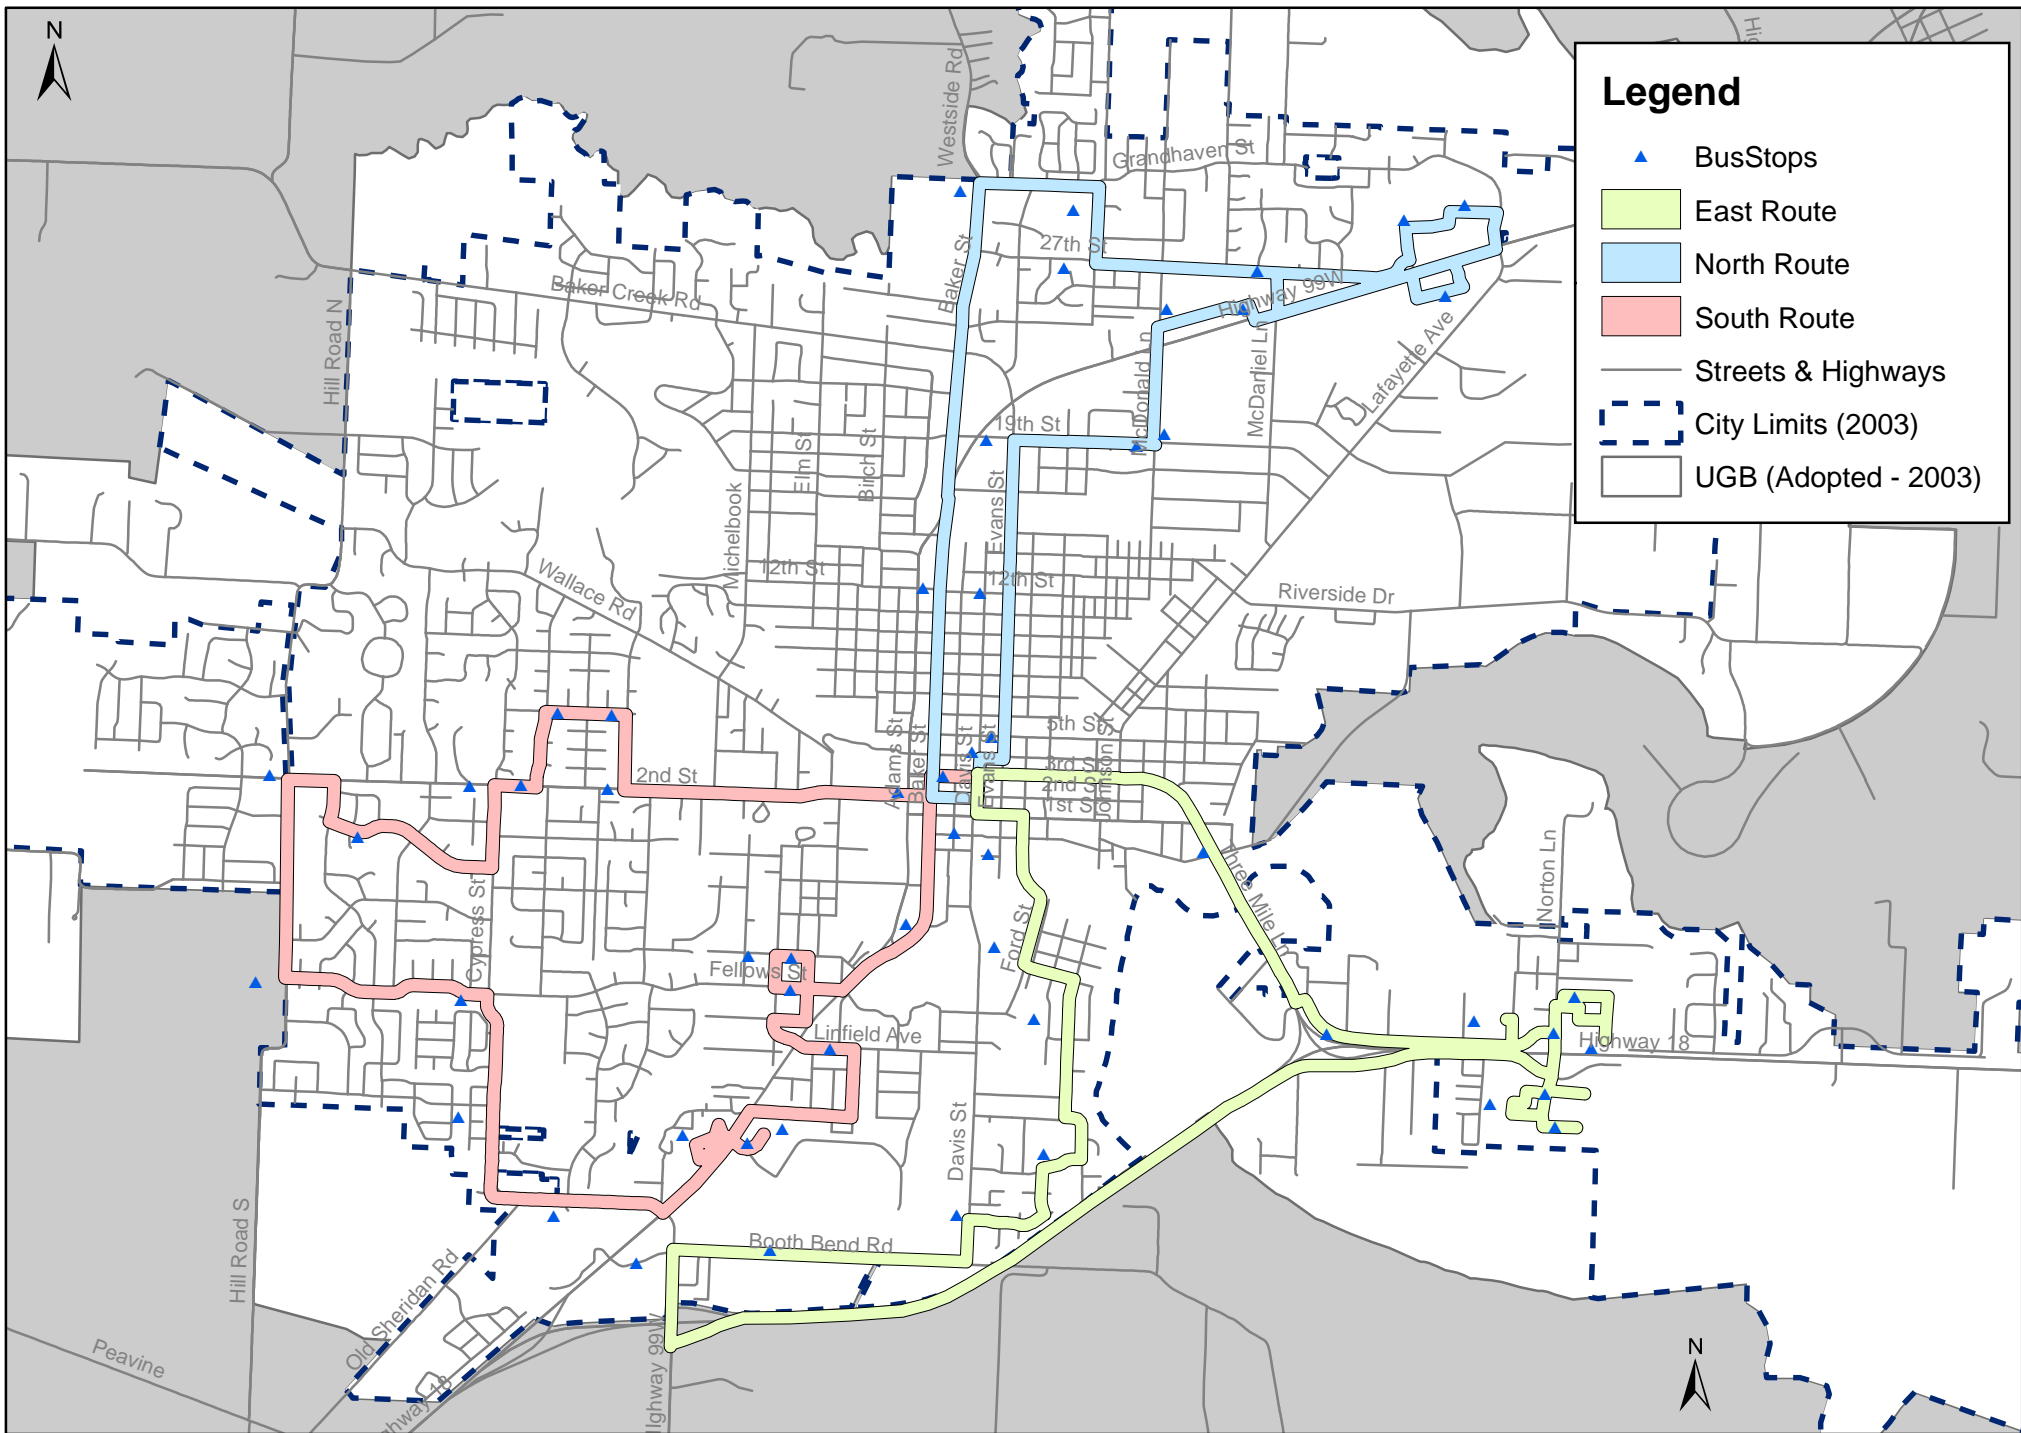 N
Westside Rd
Grandhaven St
27th St
Baker St
Baker Creek Rd
Highway 99W
Hill Road N
McDonald Ln
McDaniel Ln
Lafayette Ave
19th St
Elm St
Birch St
Michelbook
Evans St
12th St
12th St
Wallace Rd
Riverside Dr
5th St
Adams St
Baker St
Davis St
Evans St
Johnson St
3rd St
2nd St
2nd St
1st St
Three Mile Ln
Norton Ln
Cypress St
Ford St
Fellows St
Linfield Ave
Highway 18
Davis St
Booth Bend Rd
Hill Road S
Old Sheridan Rd
Peavine
Highway 99W
N
Legend
BusStops
East Route
North Route
South Route
Streets & Highways
City Limits (2003)
UGB (Adopted - 2003)